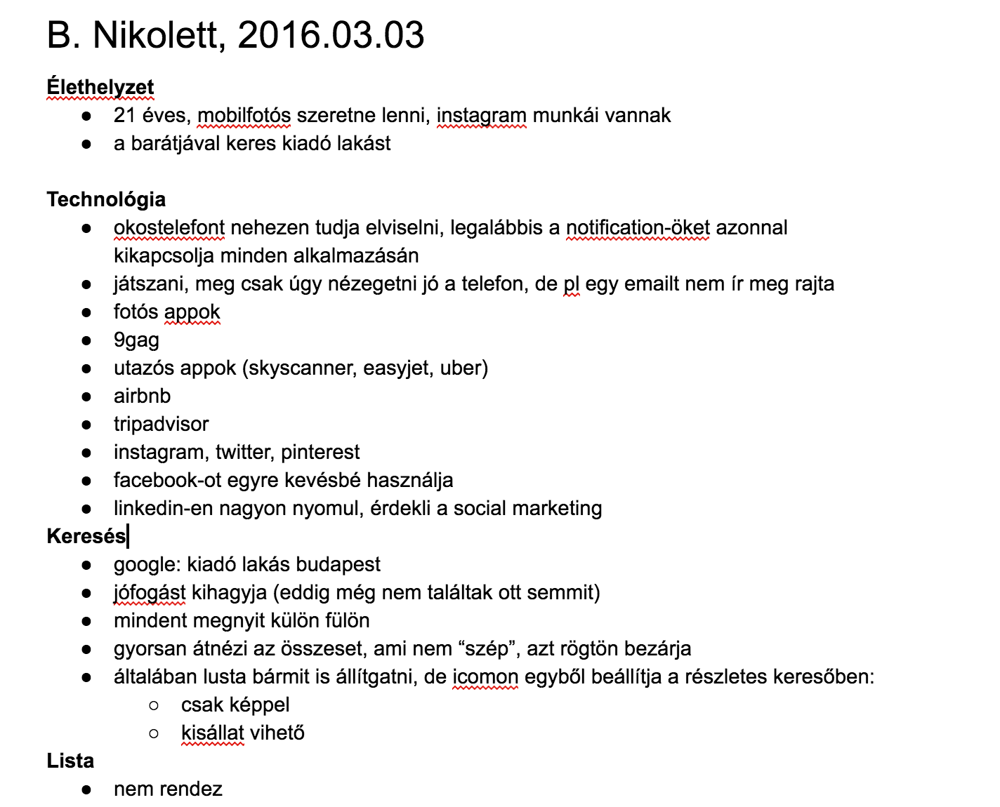 B. Nikolett, 2016.03.03
Élethelyzet
● 21 éves, mobilfotós szeretne lenni, instagram munkái vannak
● a barátjával keres kiadó lakást
Technológia
● okostelefont nehezen tudja elviselni, legalábbis a notification-öket azonnal
kikapcsolja minden alkalmazásán
● játszani, meg csak úgy nézegetni jó a telefon, de pl egy emailt nem ír meg rajta
● fotós appok
● 9gag
● utazós appok (skyscanner, easyjet, uber)
● airbnb
● tripadvisor
● instagram, twitter, pinterest
● facebook-ot egyre kevésbé használja
● linkedin-en nagyon nyomul, érdekli a social marketing
Keresés
● google: kiadó lakás budapest
● jófogást kihagyja (eddig még nem találtak ott semmit)
● mindent megnyit külön fülön
● gyorsan átnézi az összeset, ami nem “szép”, azt rögtön bezárja
● általában lusta bármit is állítgatni, de icomon egyből beállítja a részletes keresőben:
○ csak képpel
○ kisállat vihető
Lista
● nem rendez